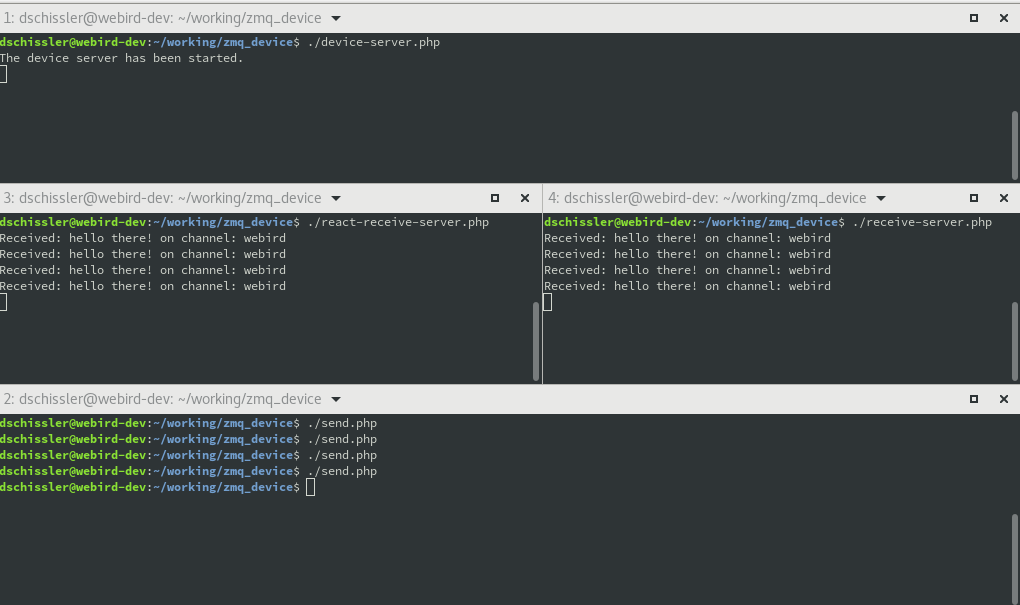 1: dschissler@webird-dev: ~/working/zmq_device
dschissler@webird-dev:~/working/zmq_device$ ./device-server.php
The device server has been started.
3: dschissler@webird-dev: ~/working/zmq_device
dschissler@webird-dev:~/working/zmq_device$ ./react-receive-server.php
Received: hello there! on channel: webird
Received: hello there! on channel: webird
Received: hello there! on channel: webird
Received: hello there! on channel: webird
4: dschissler@webird-dev: ~/working/zmq_device
dschissler@webird-dev:~/working/zmq_device$ ./receive-server.php
Received: hello there! on channel: webird
Received: hello there! on channel: webird
Received: hello there! on channel: webird
Received: hello there! on channel: webird
2: dschissler@webird-dev: ~/working/zmq_device
dschissler@webird-dev:~/working/zmq_device$ ./send.php
dschissler@webird-dev:~/working/zmq_device$ ./send.php
dschissler@webird-dev:~/working/zmq_device$ ./send.php
dschissler@webird-dev:~/working/zmq_device$ ./send.php
dschissler@webird-dev:~/working/zmq_device$